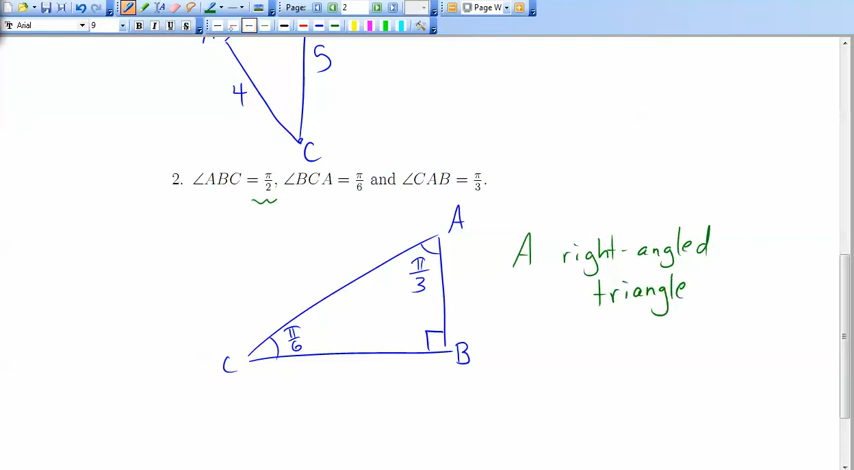 Page: 2 Page W
Arial 9 B I U S
5
4
C
2. ∠ABC = π/2, ∠BCA = π/6 and ∠CAB = π/3.
A
A right-angled
triangle
π/3
π/6
C
B